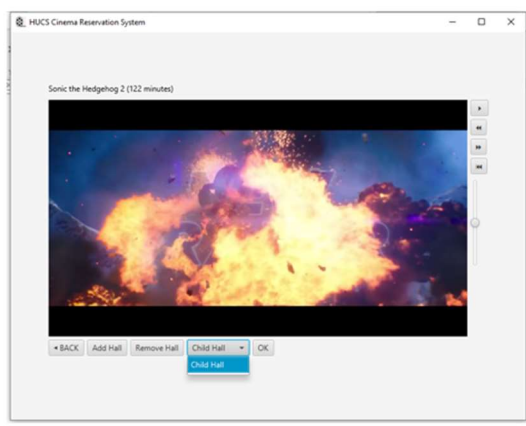 HUCS Cinema Reservation System
Sonic the Hedgehog 2 (122 minutes)
BACK Add Hall Remove Hall Child Hall OK
Child Hall